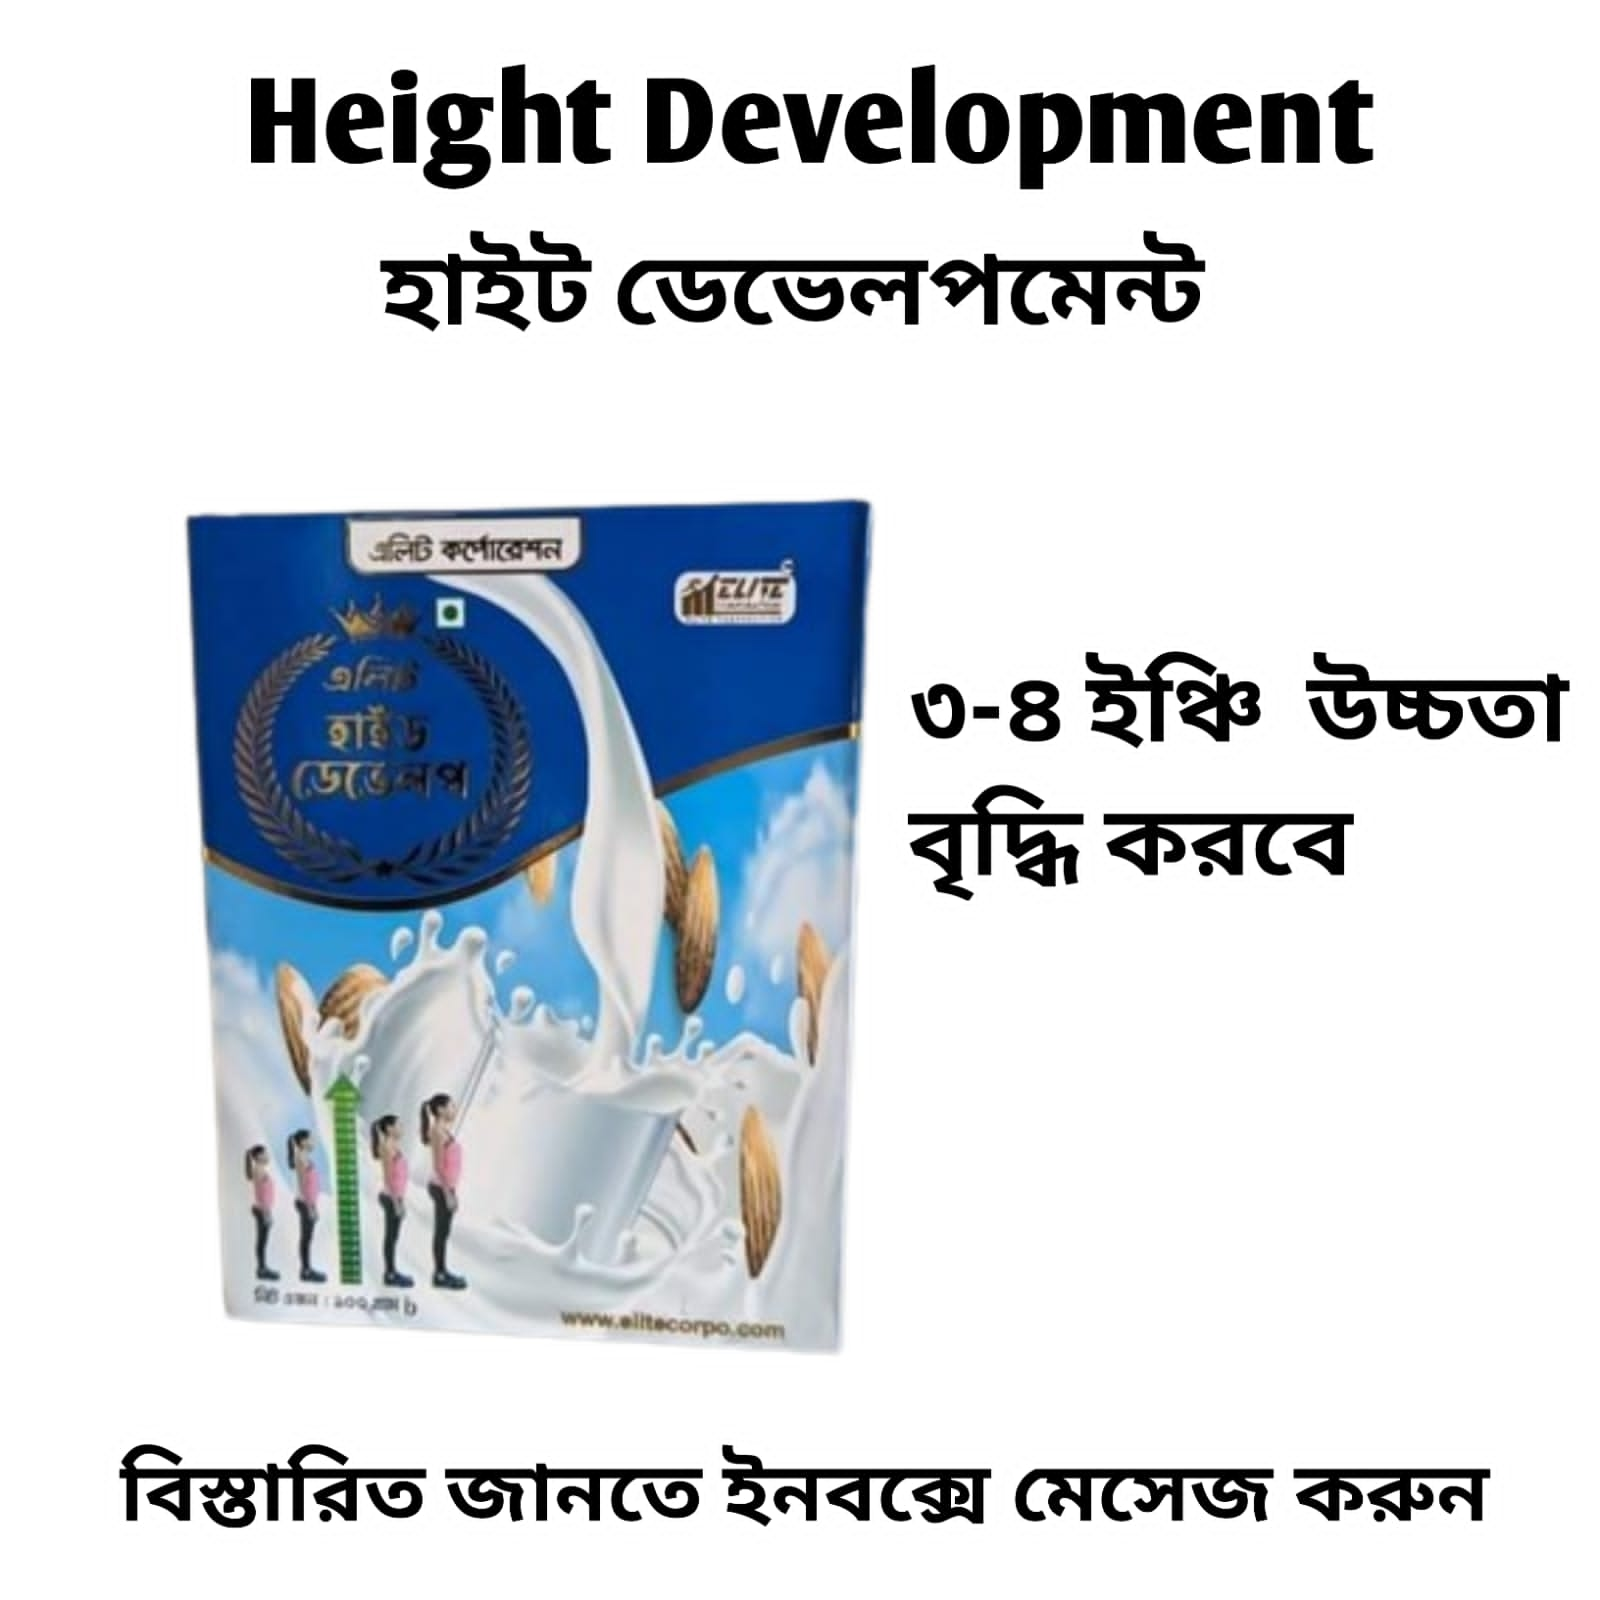 Height Development
হাইট ডেভেলপমেন্ট
এলিট কর্পোরেশন
ELITE
এলিট
হাইড
ডেভেলপ
৩-৪ ইঞ্চি উচ্চতা
বৃদ্ধি করবে
www.elitecorpo.com
বিস্তারিত জানতে ইনবক্সে মেসেজ করুন